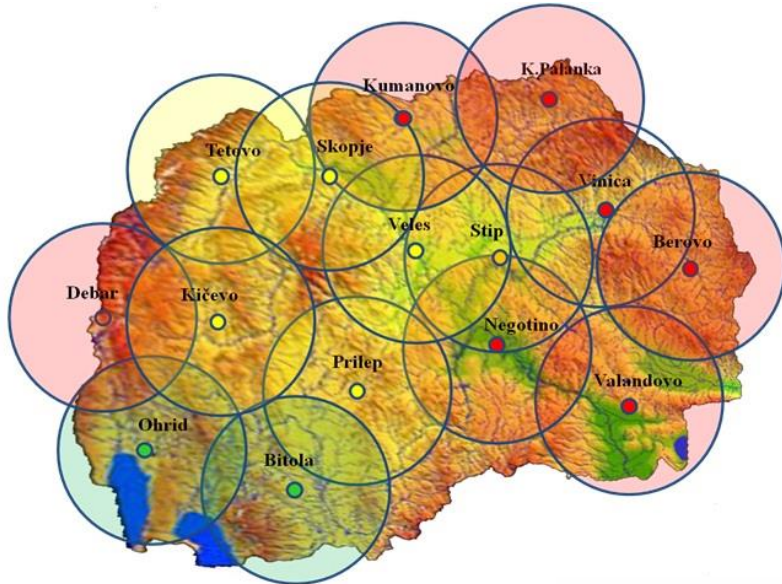 K.Palanka
Kumanovo
Tetovo
Skopje
Vinica
Veles
Stip
Berovo
Debar
Kičevo
Negotino
Prilep
Valandovo
Ohrid
Bitola